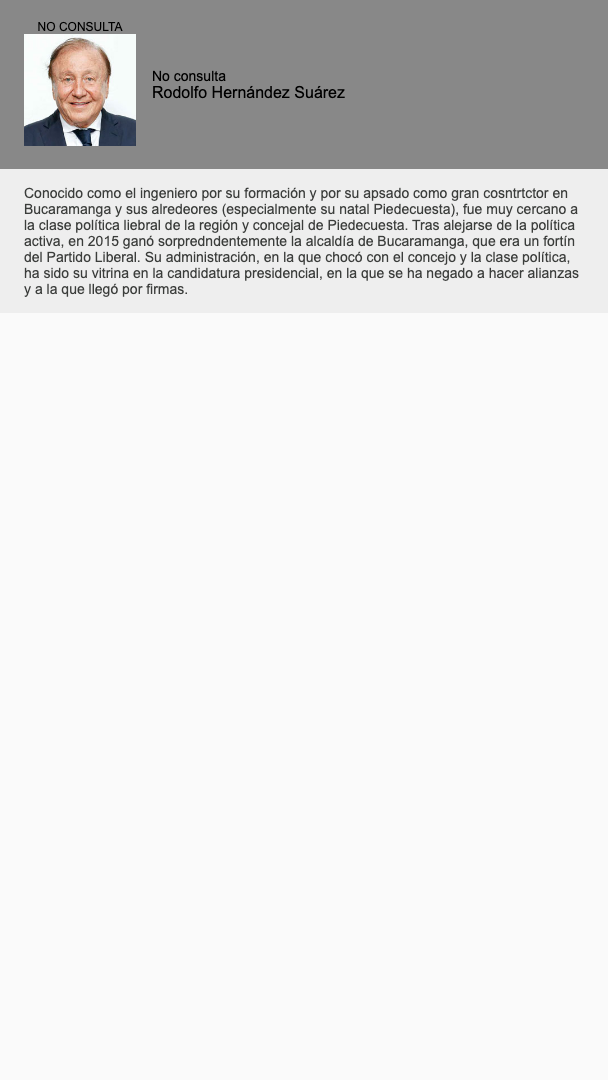 NO CONSULTA
No consulta
Rodolfo Hernández Suárez
Conocido como el ingeniero por su formación y por su apsado como gran cosntrtctor en
Bucaramanga y sus alredeores (especialmente su natal Piedecuesta), fue muy cercano a
la clase política liebral de la región y concejal de Piedecuesta. Tras alejarse de la política
activa, en 2015 ganó sorpredndentemente la alcaldía de Bucaramanga, que era un fortín
del Partido Liberal. Su administración, en la que chocó con el concejo y la clase política,
ha sido su vitrina en la candidatura presidencial, en la que se ha negado a hacer alianzas
y a la que llegó por firmas.